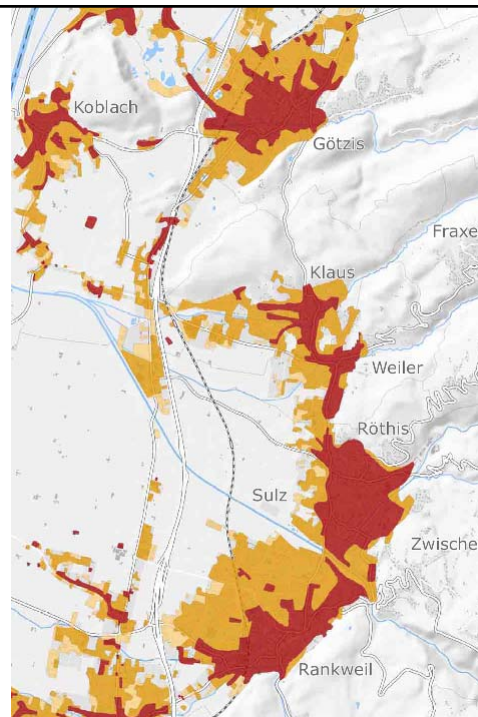 Koblach
Götzis
Fraxe
Klaus
Weiler
Röthis
Sulz
Zwische
Rankweil